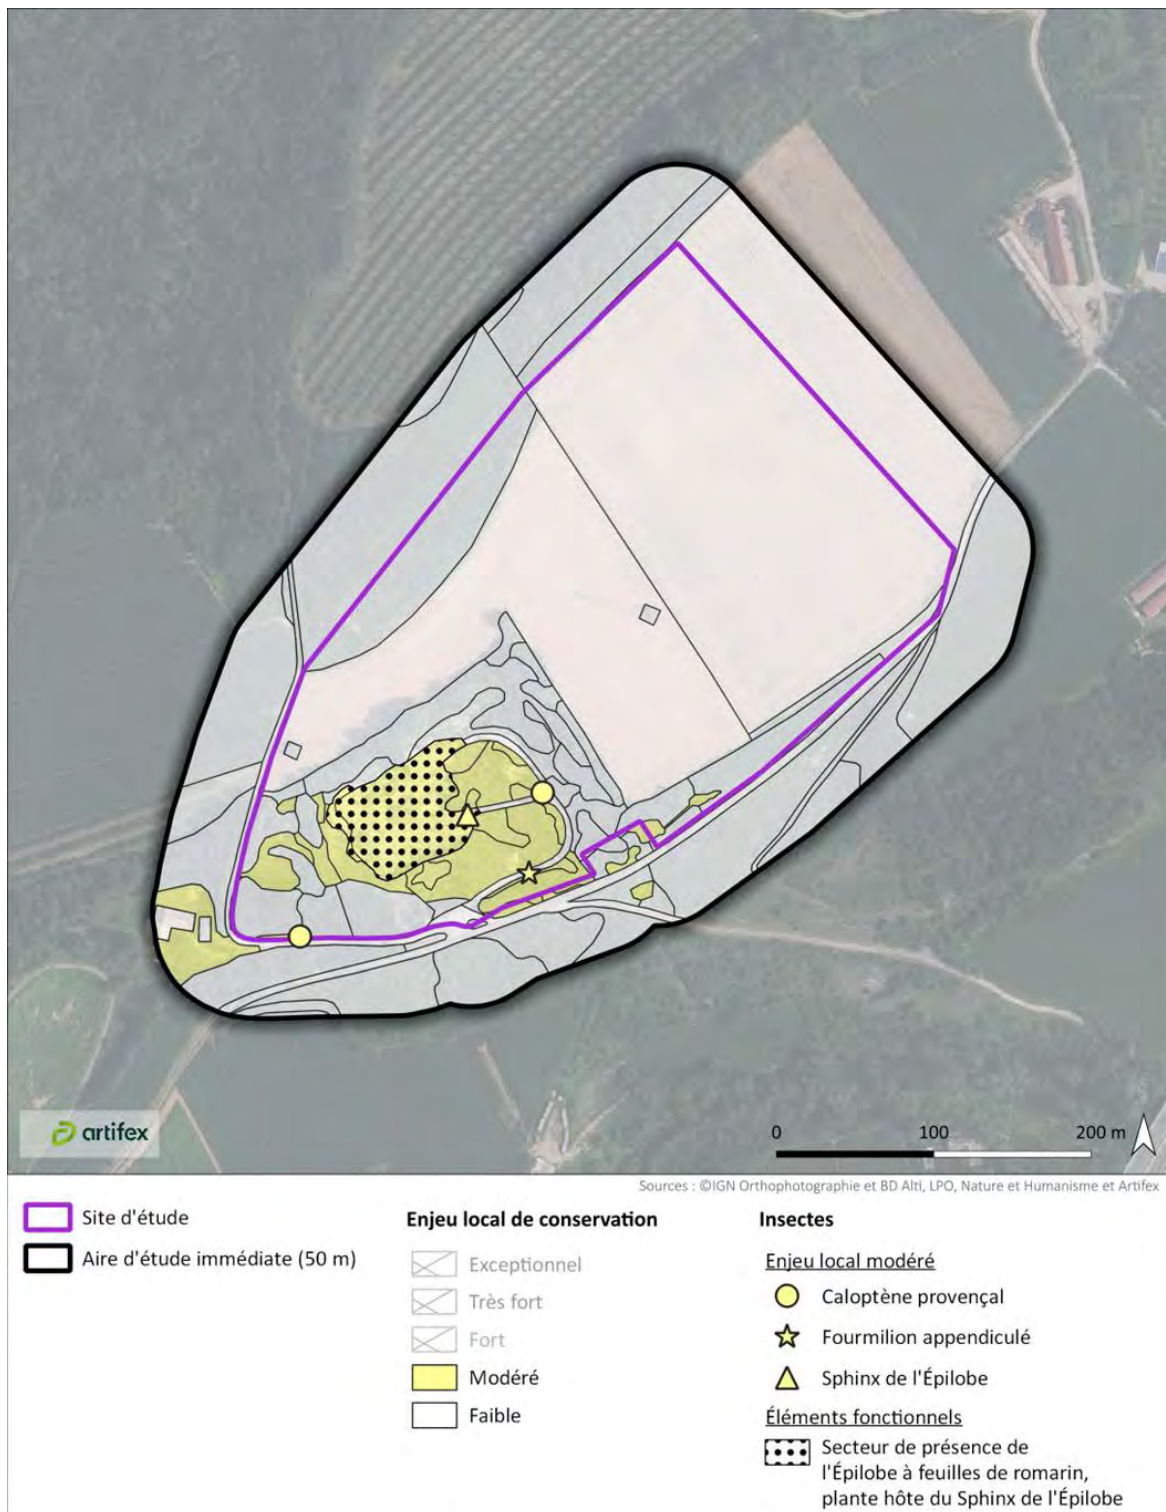 artifex
0 100 200 m
Sources : ©IGN Orthophotographie et BD Alti, LPO, Nature et Humanisme et Artifex
Site d'étude
Aire d'étude immédiate (50 m)
Enjeu local de conservation
Exceptionnel
Très fort
Fort
Modéré
Faible
Insectes
Enjeu local modéré
Caloptène provençal
Fourmilion appendiculé
Sphinx de l'Épilobe
Éléments fonctionnels
Secteur de présence de
l'Épilobe à feuilles de romarin,
plante hôte du Sphinx de l'Épilobe